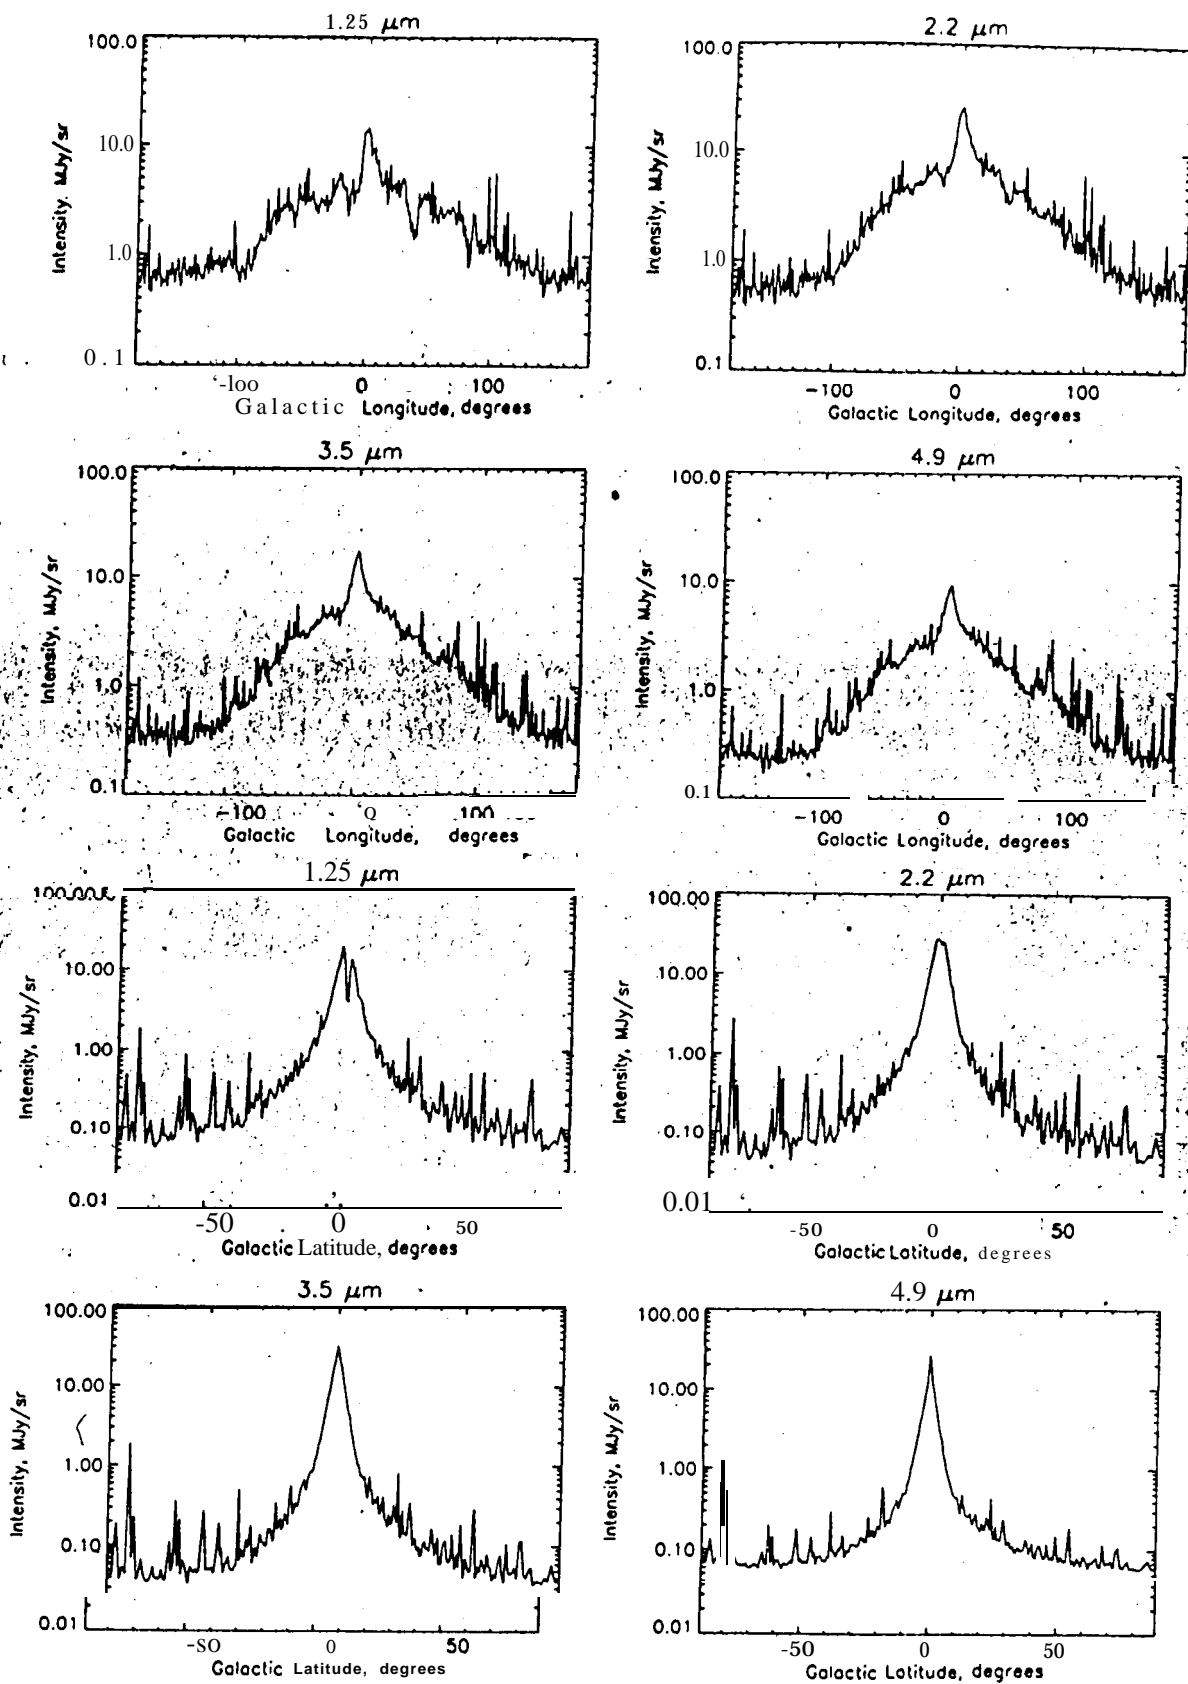 1.25 μm
100.0
10.0
1.0
0.1
Intensity. MJy/sr
-100 0 100
Galactic Longitude, degrees
2.2 μm
100.0
10.0
1.0
0.1
Intensity, MJy/sr
-100 0 100
Galactic Longitude, degrees
3.5 μm
100.0
10.0
1.0
0.1
Intensity, MJy/sr
-100 0 100
Galactic Longitude, degrees
4.9 μm
100.0
10.0
1.0
0.1
Intensity, MJy/sr
-100 0 100
Galactic Longitude, degrees
1.25 μm
10.00
1.00
0.10
0.01
Intensity, MJy/sr
-50 0 50
Galactic Latitude, degrees
2.2 μm
100.00
10.00
1.00
0.10
0.01
Intensity, MJy/sr
-50 0 50
Galactic Latitude, degrees
3.5 μm
100.00
10.00
1.00
0.10
0.01
Intensity, MJy/sr
-SO 0 50
Galactic Latitude, degrees
4.9 μm
100.00
10.00
1.00
0.10
0.01
Intensity, MJy/sr
-50 0 50
Galactic Latitude, degrees